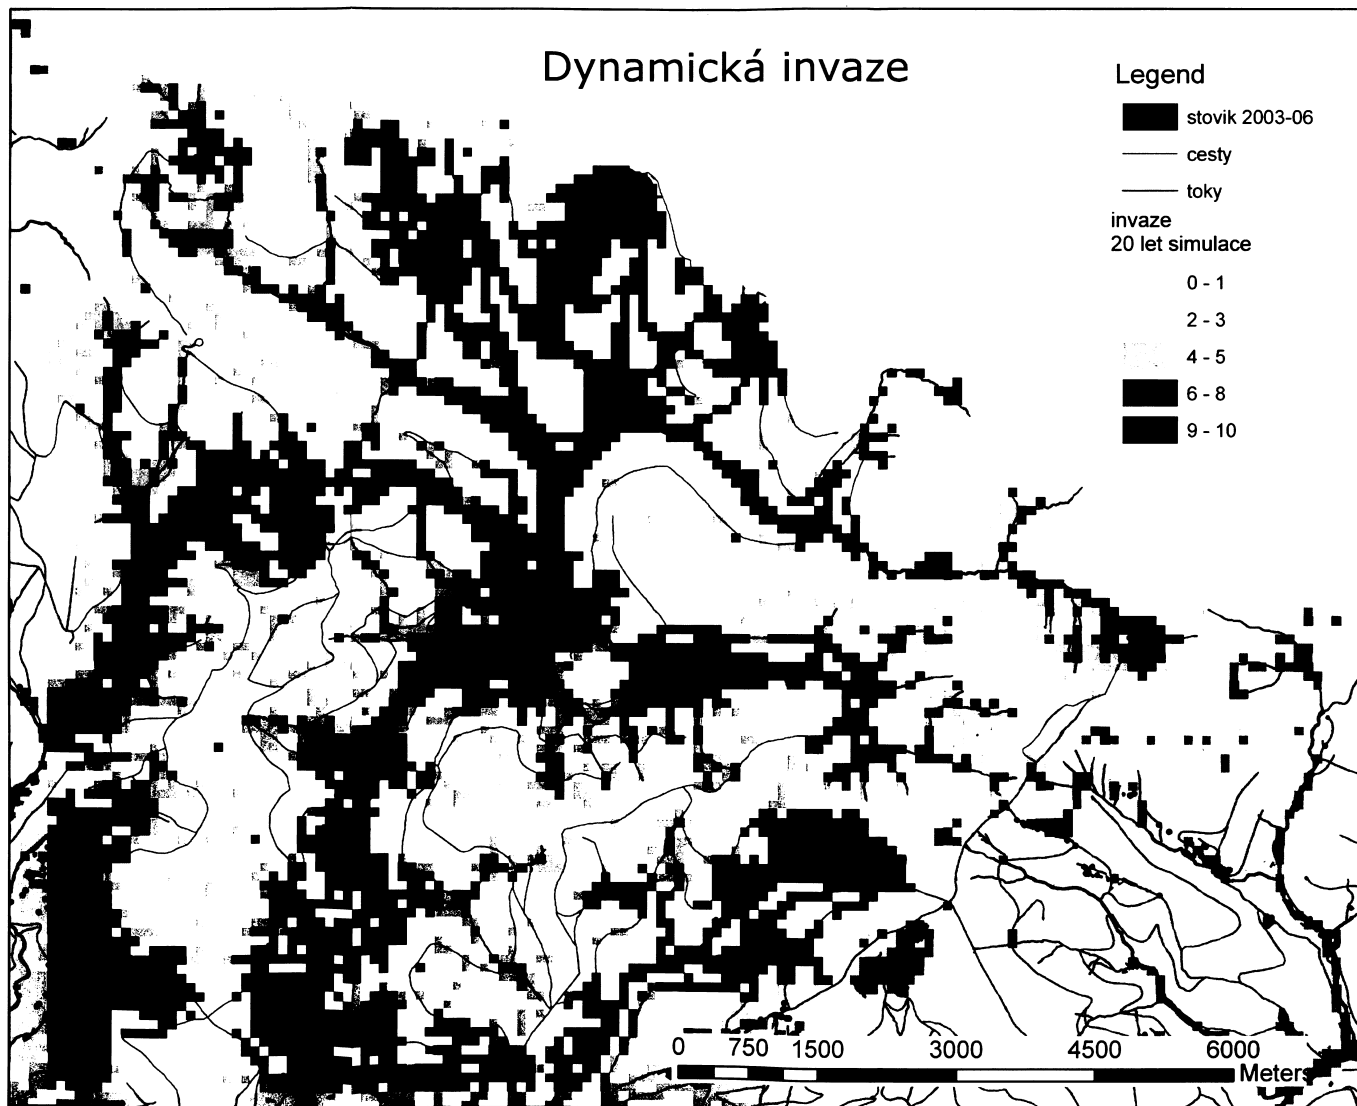 Dynamická invaze
Legend
stovik 2003-06
cesty
toky
invaze
20 let simulace
0 - 1
2 - 3
4 - 5
6 - 8
9 - 10
0 750 1500 3000 4500 6000
Meters